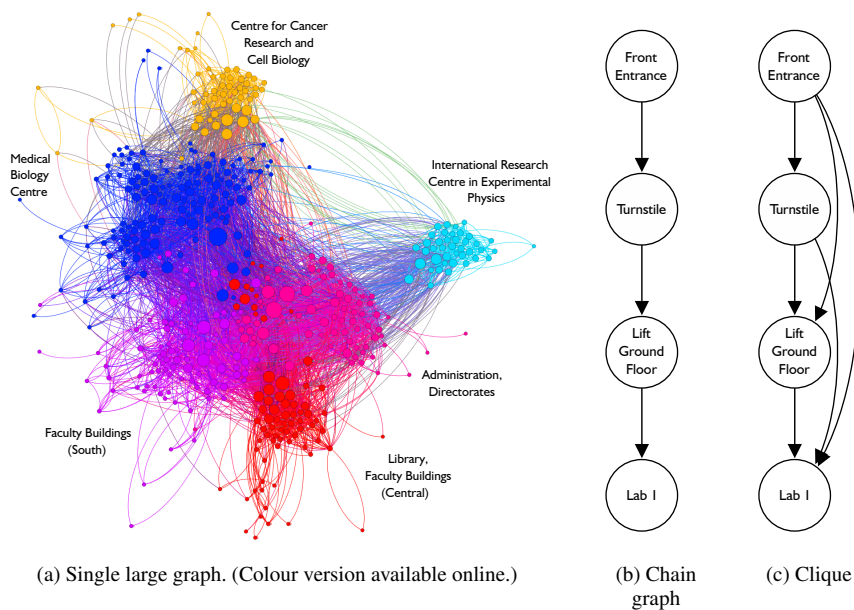 Centre for Cancer
Research and
Cell Biology
Medical
Biology
Centre
International Research
Centre in Experimental
Physics
Administration,
Directorates
Faculty Buildings
(South)
Library,
Faculty Buildings
(Central)
(a) Single large graph. (Colour version available online.)
Front
Entrance
Turnstile
Lift
Ground
Floor
Lab 1
(b) Chain
graph
Front
Entrance
Turnstile
Lift
Ground
Floor
Lab 1
(c) Clique